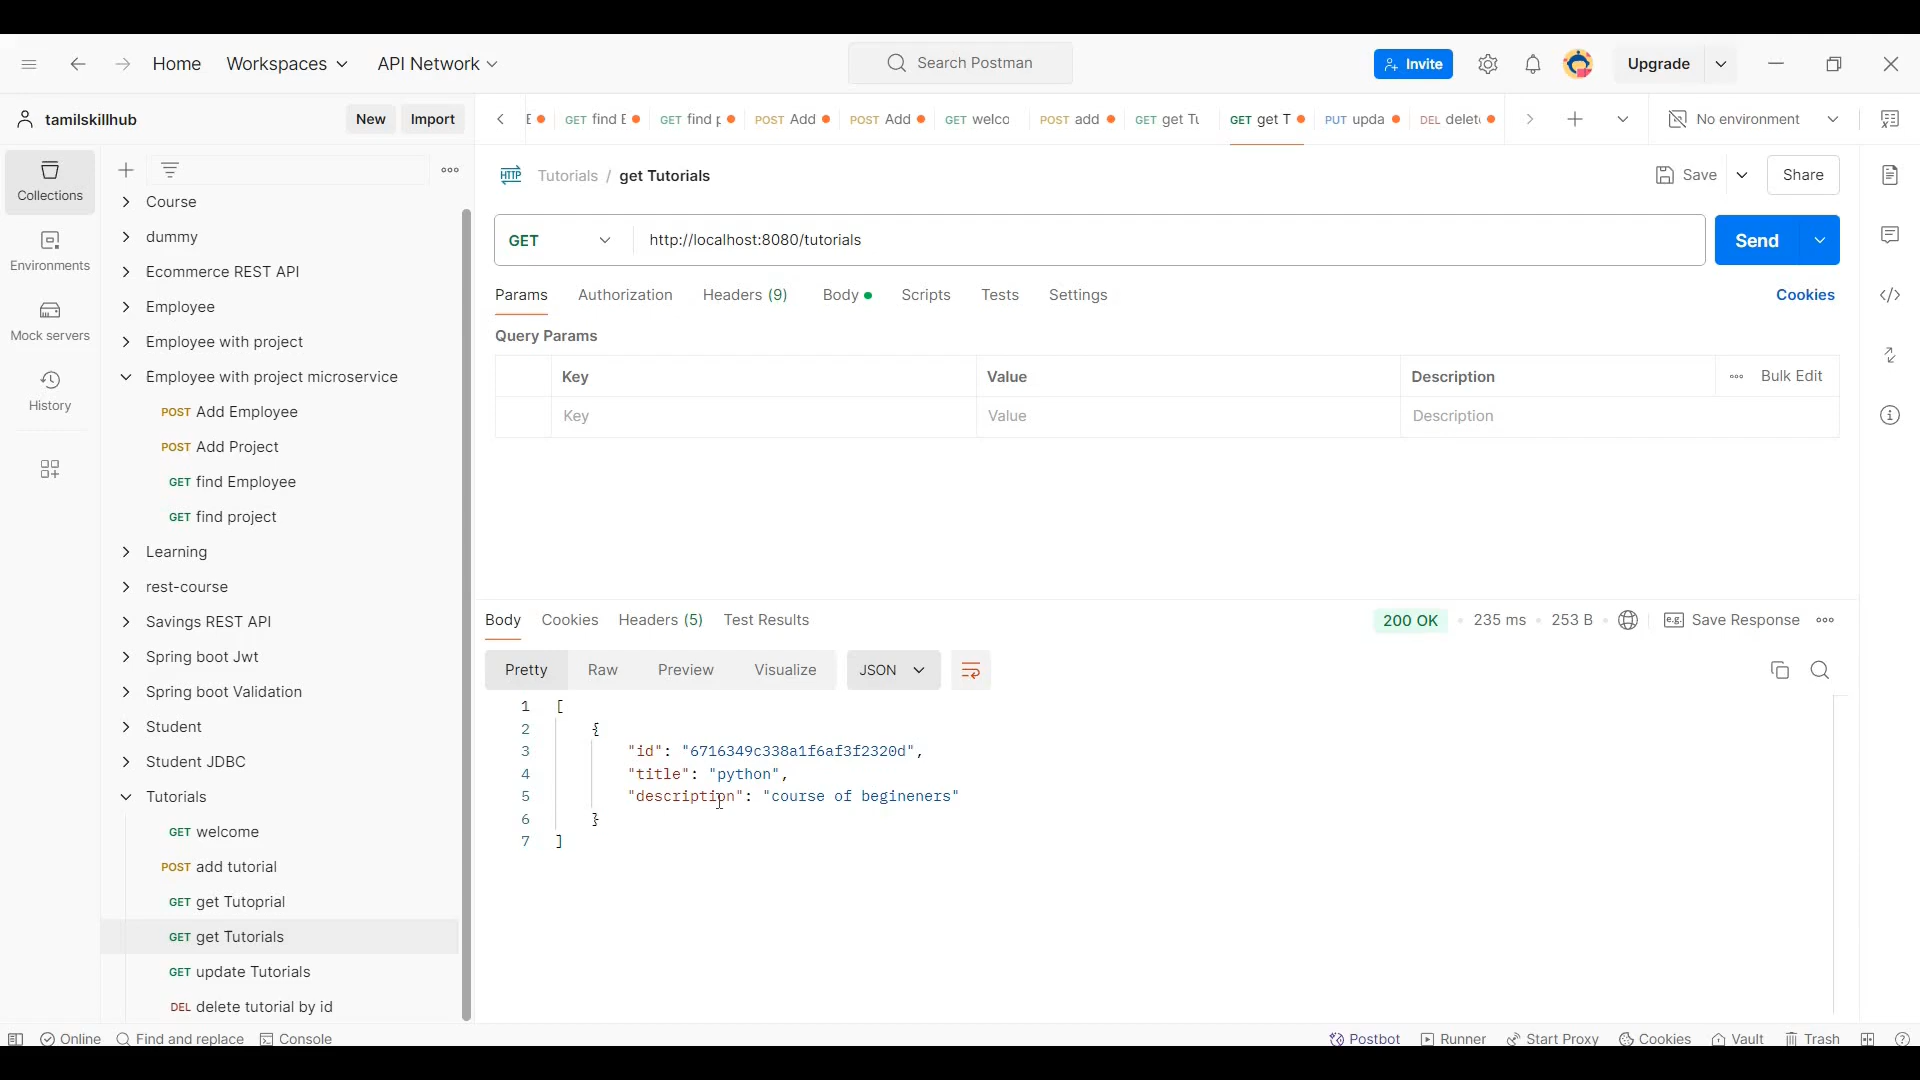 Home Workspaces API Network Search Postman Invite Upgrade
tamilskillhub New Import
GET find E GET find p POST Add POST Add GET welco POST add GET get Tu GET get T PUT upda DEL delet No environment
Collections
Environments
Mock servers
History
Course
dummy
Ecommerce REST API
Employee
Employee with project
Employee with project microservice
POST Add Employee
POST Add Project
GET find Employee
GET find project
Learning
rest-course
Savings REST API
Spring boot Jwt
Spring boot Validation
Student
Student JDBC
Tutorials
GET welcome
POST add tutorial
GET get Tutoprial
GET get Tutorials
GET update Tutorials
DEL delete tutorial by id
HTTP Tutorials / get Tutorials Save Share
GET http://localhost:8080/tutorials Send
Params Authorization Headers (9) Body Scripts Tests Settings Cookies
Query Params
Key Value Description Bulk Edit
Key Value Description
Body Cookies Headers (5) Test Results 200 OK 235 ms 253 B e.g. Save Response
Pretty Raw Preview Visualize JSON
1 [
2 {
3 "id": "6716349c338a1f6af3f2320d",
4 "title": "python",
5 "description": "course of begineners"
6 }
7 ]
Online Find and replace Console Postbot Runner Start Proxy Cookies Vault Trash